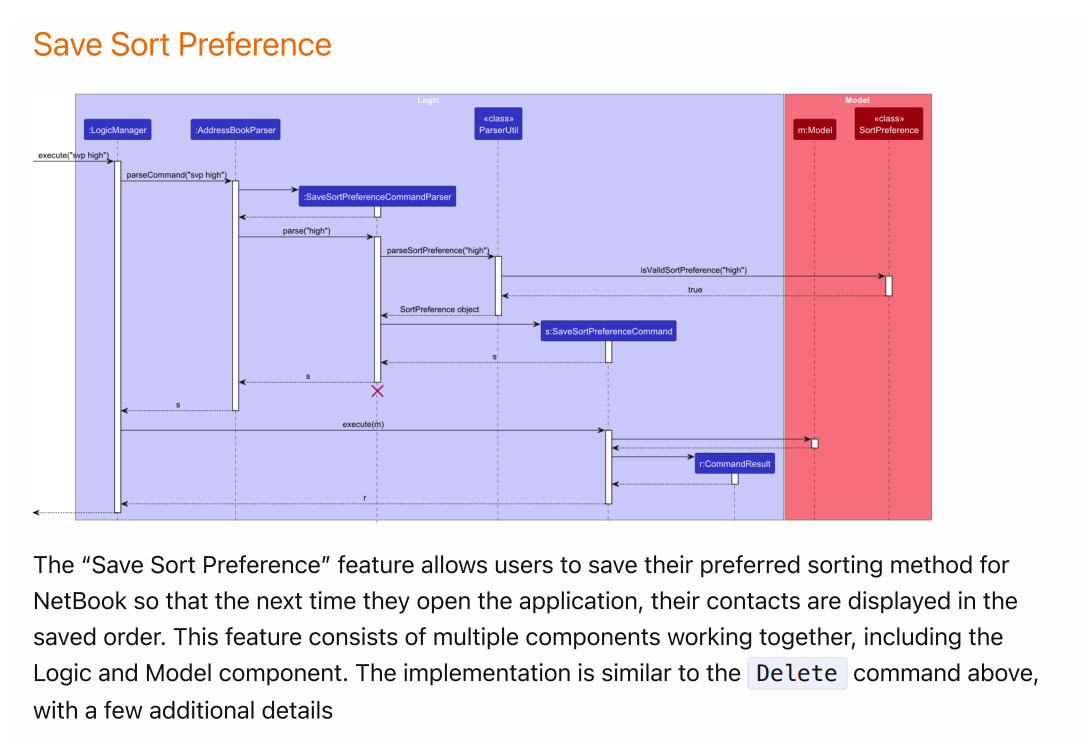 Save Sort Preference
Logic
Model
:LogicManager
:AddressBookParser
«class»
ParserUtil
m:Model
«class»
SortPreference
execute("svp high")
parseCommand("svp high")
:SaveSortPreferenceCommandParser
parse("high")
parseSortPreference("high")
isValidSortPreference("high")
true
SortPreference object
s:SaveSortPreferenceCommand
s
s
s
execute(m)
r:CommandResult
r
The “Save Sort Preference” feature allows users to save their preferred sorting method for
NetBook so that the next time they open the application, their contacts are displayed in the
saved order. This feature consists of multiple components working together, including the
Logic and Model component. The implementation is similar to the Delete command above,
with a few additional details